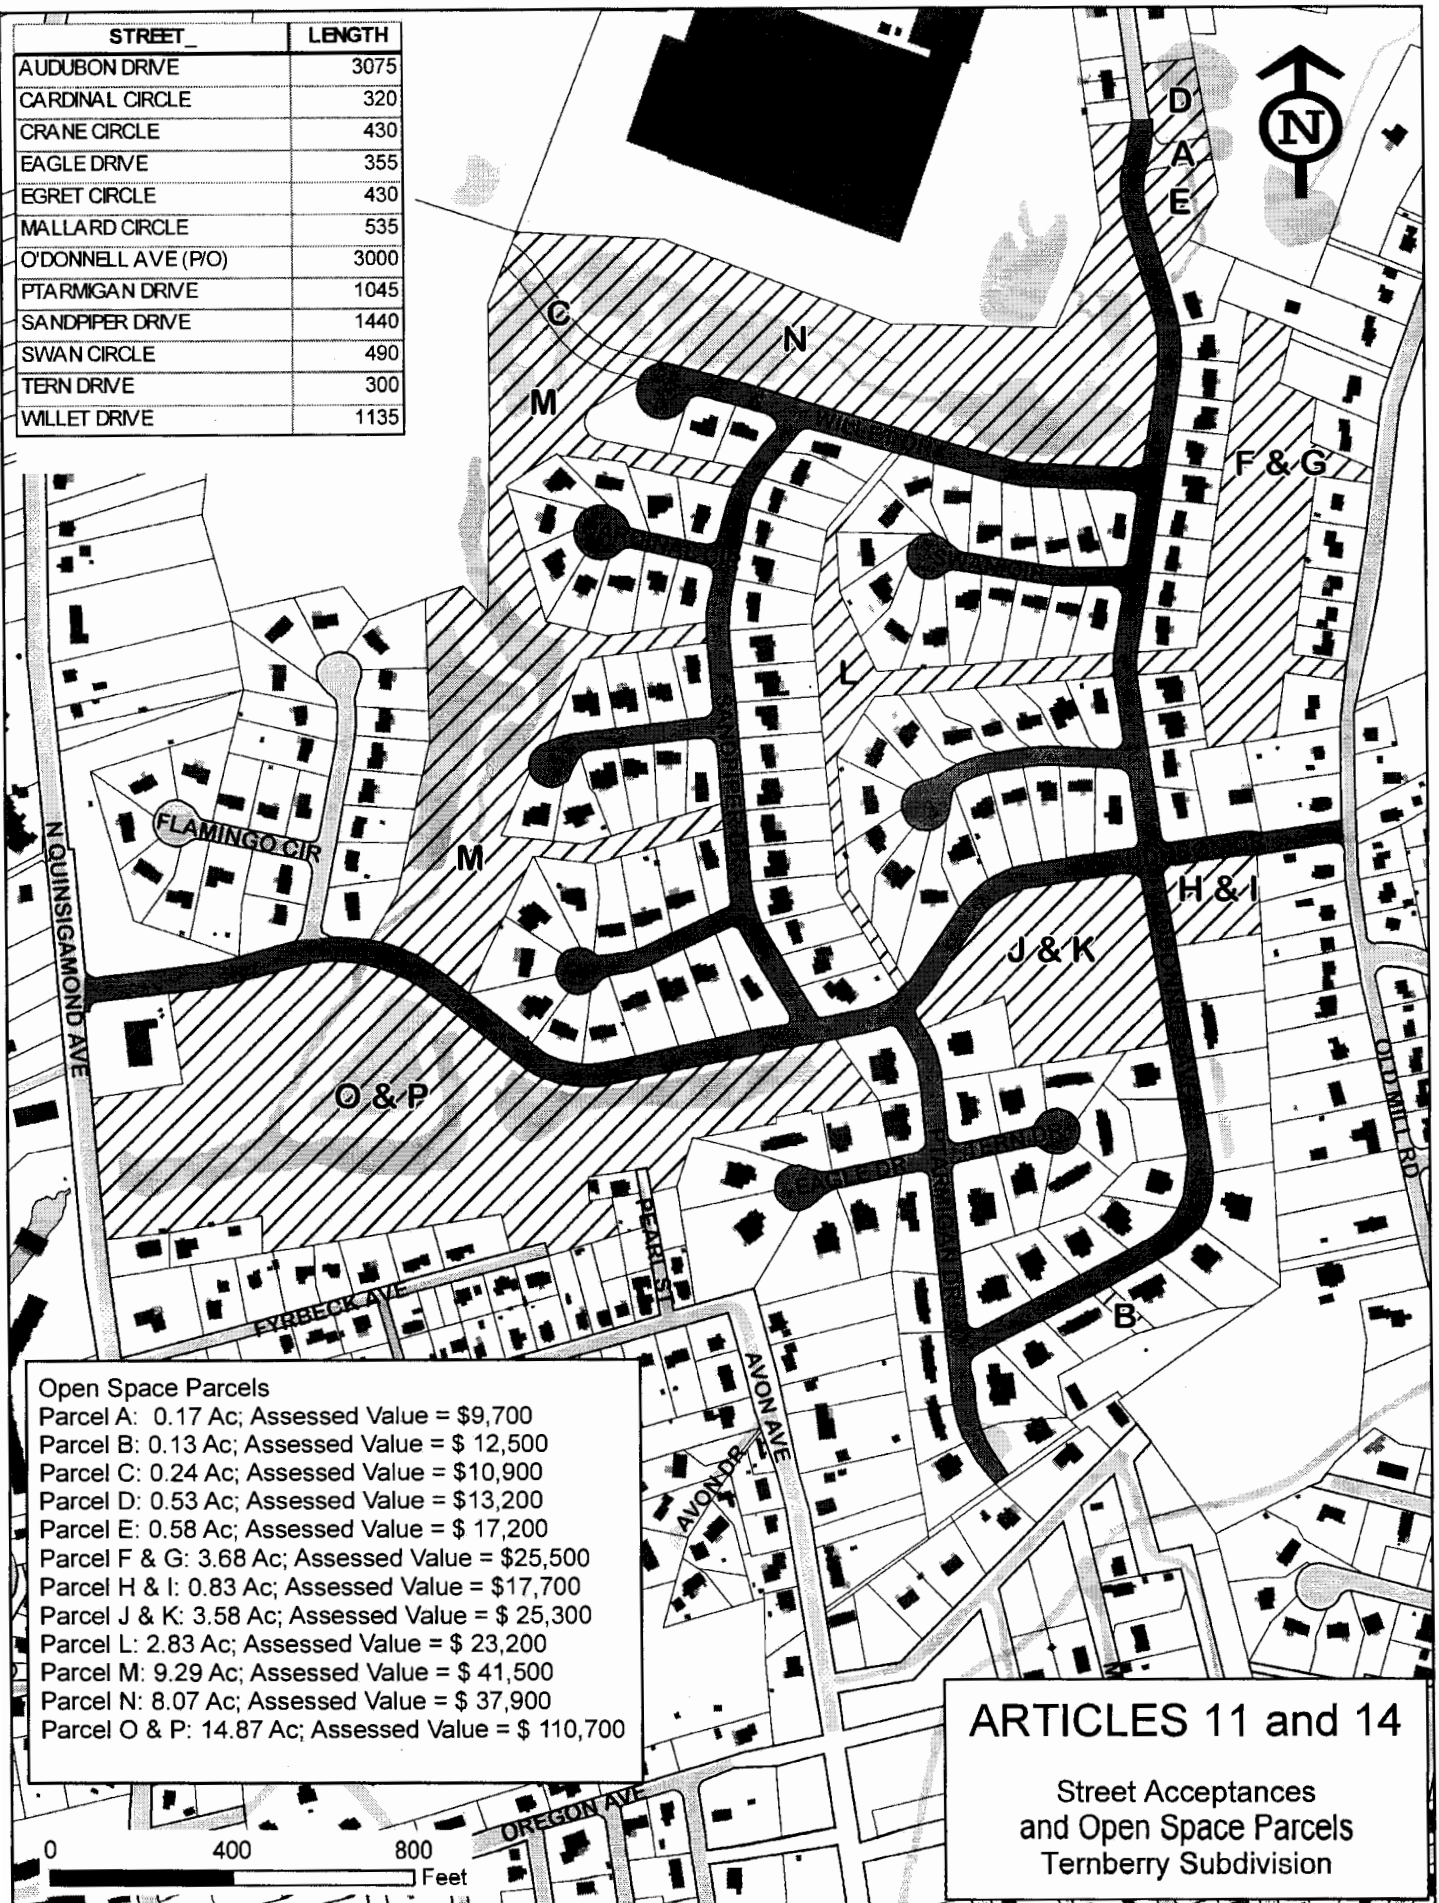 STREET_ LENGTH
AUDUBON DRIVE 3075
CARDINAL CIRCLE 320
CRANE CIRCLE 430
EAGLE DRIVE 355
EGRET CIRCLE 430
MALLARD CIRCLE 535
O'DONNELL AVE (P/O) 3000
PTARMIGAN DRIVE 1045
SANDPIPER DRIVE 1440
SWAN CIRCLE 490
TERN DRIVE 300
WILLET DRIVE 1135
N
D
A
E
C
N
M
F & G
L
FLAMINGO CIR
M
H & I
J & K
N QUINSIGAMOND AVE
O & P
OLD MILL RD
EAGLE DR
TERN DR
PTARMIGAN DR
PEARL ST
B
FYRBECK AVE
AVON AVE
AVON DR
Open Space Parcels
Parcel A: 0.17 Ac; Assessed Value = $9,700
Parcel B: 0.13 Ac; Assessed Value = $ 12,500
Parcel C: 0.24 Ac; Assessed Value = $10,900
Parcel D: 0.53 Ac; Assessed Value = $13,200
Parcel E: 0.58 Ac; Assessed Value = $ 17,200
Parcel F & G: 3.68 Ac; Assessed Value = $25,500
Parcel H & I: 0.83 Ac; Assessed Value = $17,700
Parcel J & K: 3.58 Ac; Assessed Value = $ 25,300
Parcel L: 2.83 Ac; Assessed Value = $ 23,200
Parcel M: 9.29 Ac; Assessed Value = $ 41,500
Parcel N: 8.07 Ac; Assessed Value = $ 37,900
Parcel O & P: 14.87 Ac; Assessed Value = $ 110,700
OREGON AVE
0 400 800
Feet
ARTICLES 11 and 14
Street Acceptances
and Open Space Parcels
Ternberry Subdivision